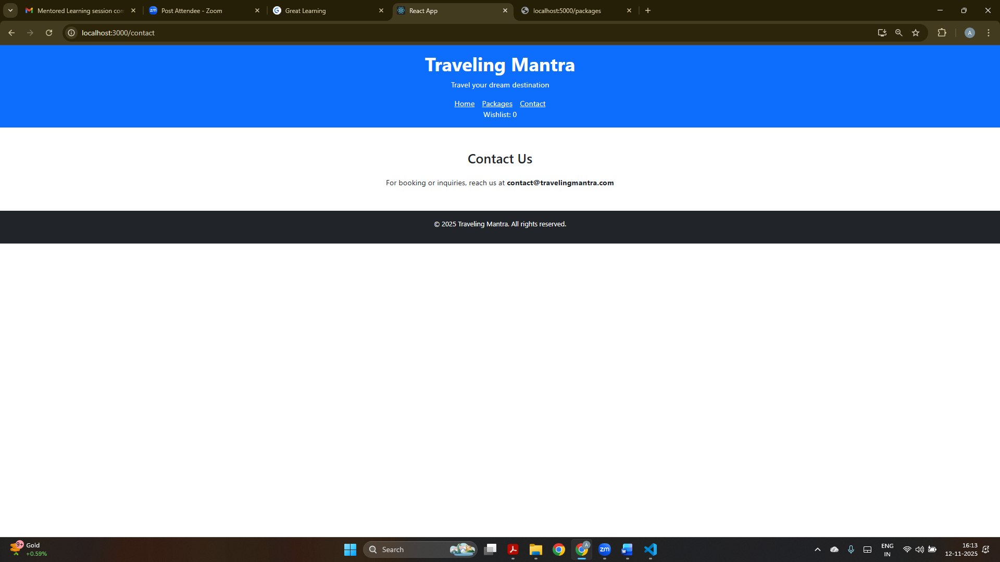 Mentored Learning session con
Post Attendee - Zoom
Great Learning
React App
localhost:5000/packages
localhost:3000/contact
A
Traveling Mantra
Travel your dream destination
Home Packages Contact
Wishlist: 0
Contact Us
For booking or inquiries, reach us at contact@travelingmantra.com
© 2025 Traveling Mantra. All rights reserved.
9+
Gold
+0.59%
Search
A
zm
W
ENG
IN
16:13
12-11-2025